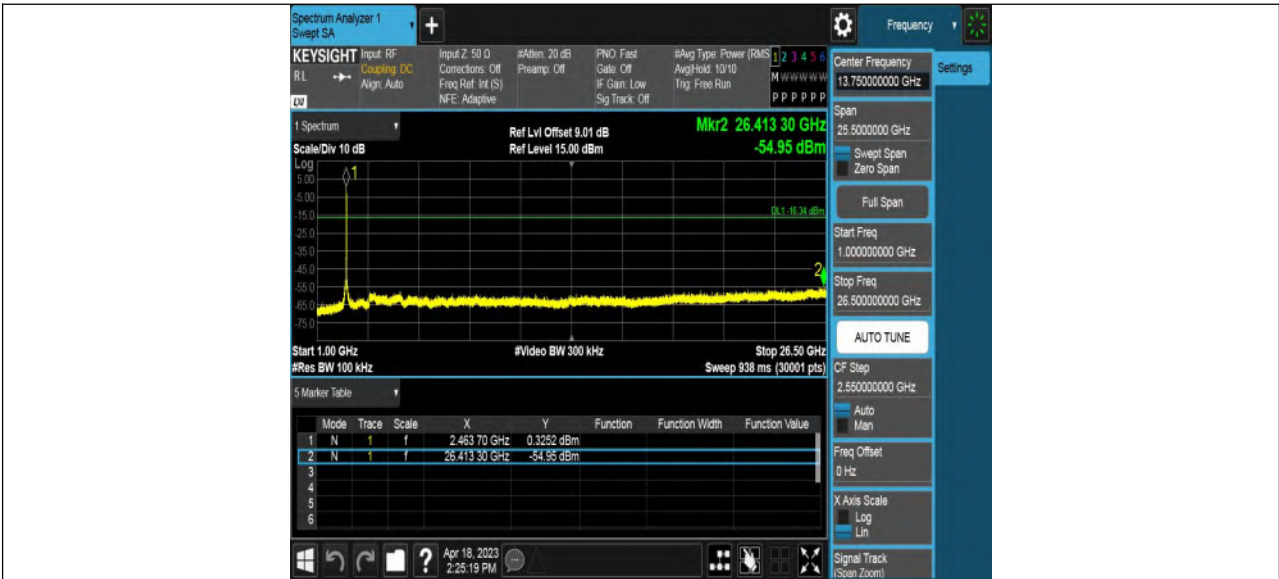 Spectrum Analyzer 1
Swept SA
+
Frequency
KEYSIGHT Input: RF Input Z: 50 Ω #Atten: 20 dB PNO: Fast #Avg Type: Power (RMS 1 2 3 4 5 6
RL Coupling: DC Corrections: Off Preamp: Off Gate: Off Avg|Hold: 10/10 M W W W W W
Align: Auto Freq Ref: Int (S) IF Gain: Low Trig: Free Run
NFE: Adaptive Sig Track: Off P P P P P P
LXI
1 Spectrum
Ref Lvl Offset 9.01 dB
Mkr2 26.413 30 GHz
Scale/Div 10 dB
Ref Level 15.00 dBm
-54.95 dBm
Log
1
5.00
-5.00
DL1 -16.34 dBm
-15.0
-25.0
-35.0
-45.0
2
-55.0
-65.0
-75.0
Start 1.00 GHz #Video BW 300 kHz Stop 26.50 GHz
#Res BW 100 kHz Sweep 938 ms (30001 pts)
5 Marker Table
Mode Trace Scale X Y Function Function Width Function Value
1 N 1 f 2.463 70 GHz 0.3252 dBm
2 N 1 f 26.413 30 GHz -54.95 dBm
3
4
5
6
? Apr 18, 2023
2:25:19 PM
Center Frequency
13.750000000 GHz
Settings
Span
25.5000000 GHz
Swept Span
Zero Span
Full Span
Start Freq
1.000000000 GHz
Stop Freq
26.500000000 GHz
AUTO TUNE
CF Step
2.550000000 GHz
Auto
Man
Freq Offset
0 Hz
X Axis Scale
Log
Lin
Signal Track
(Span Zoom)